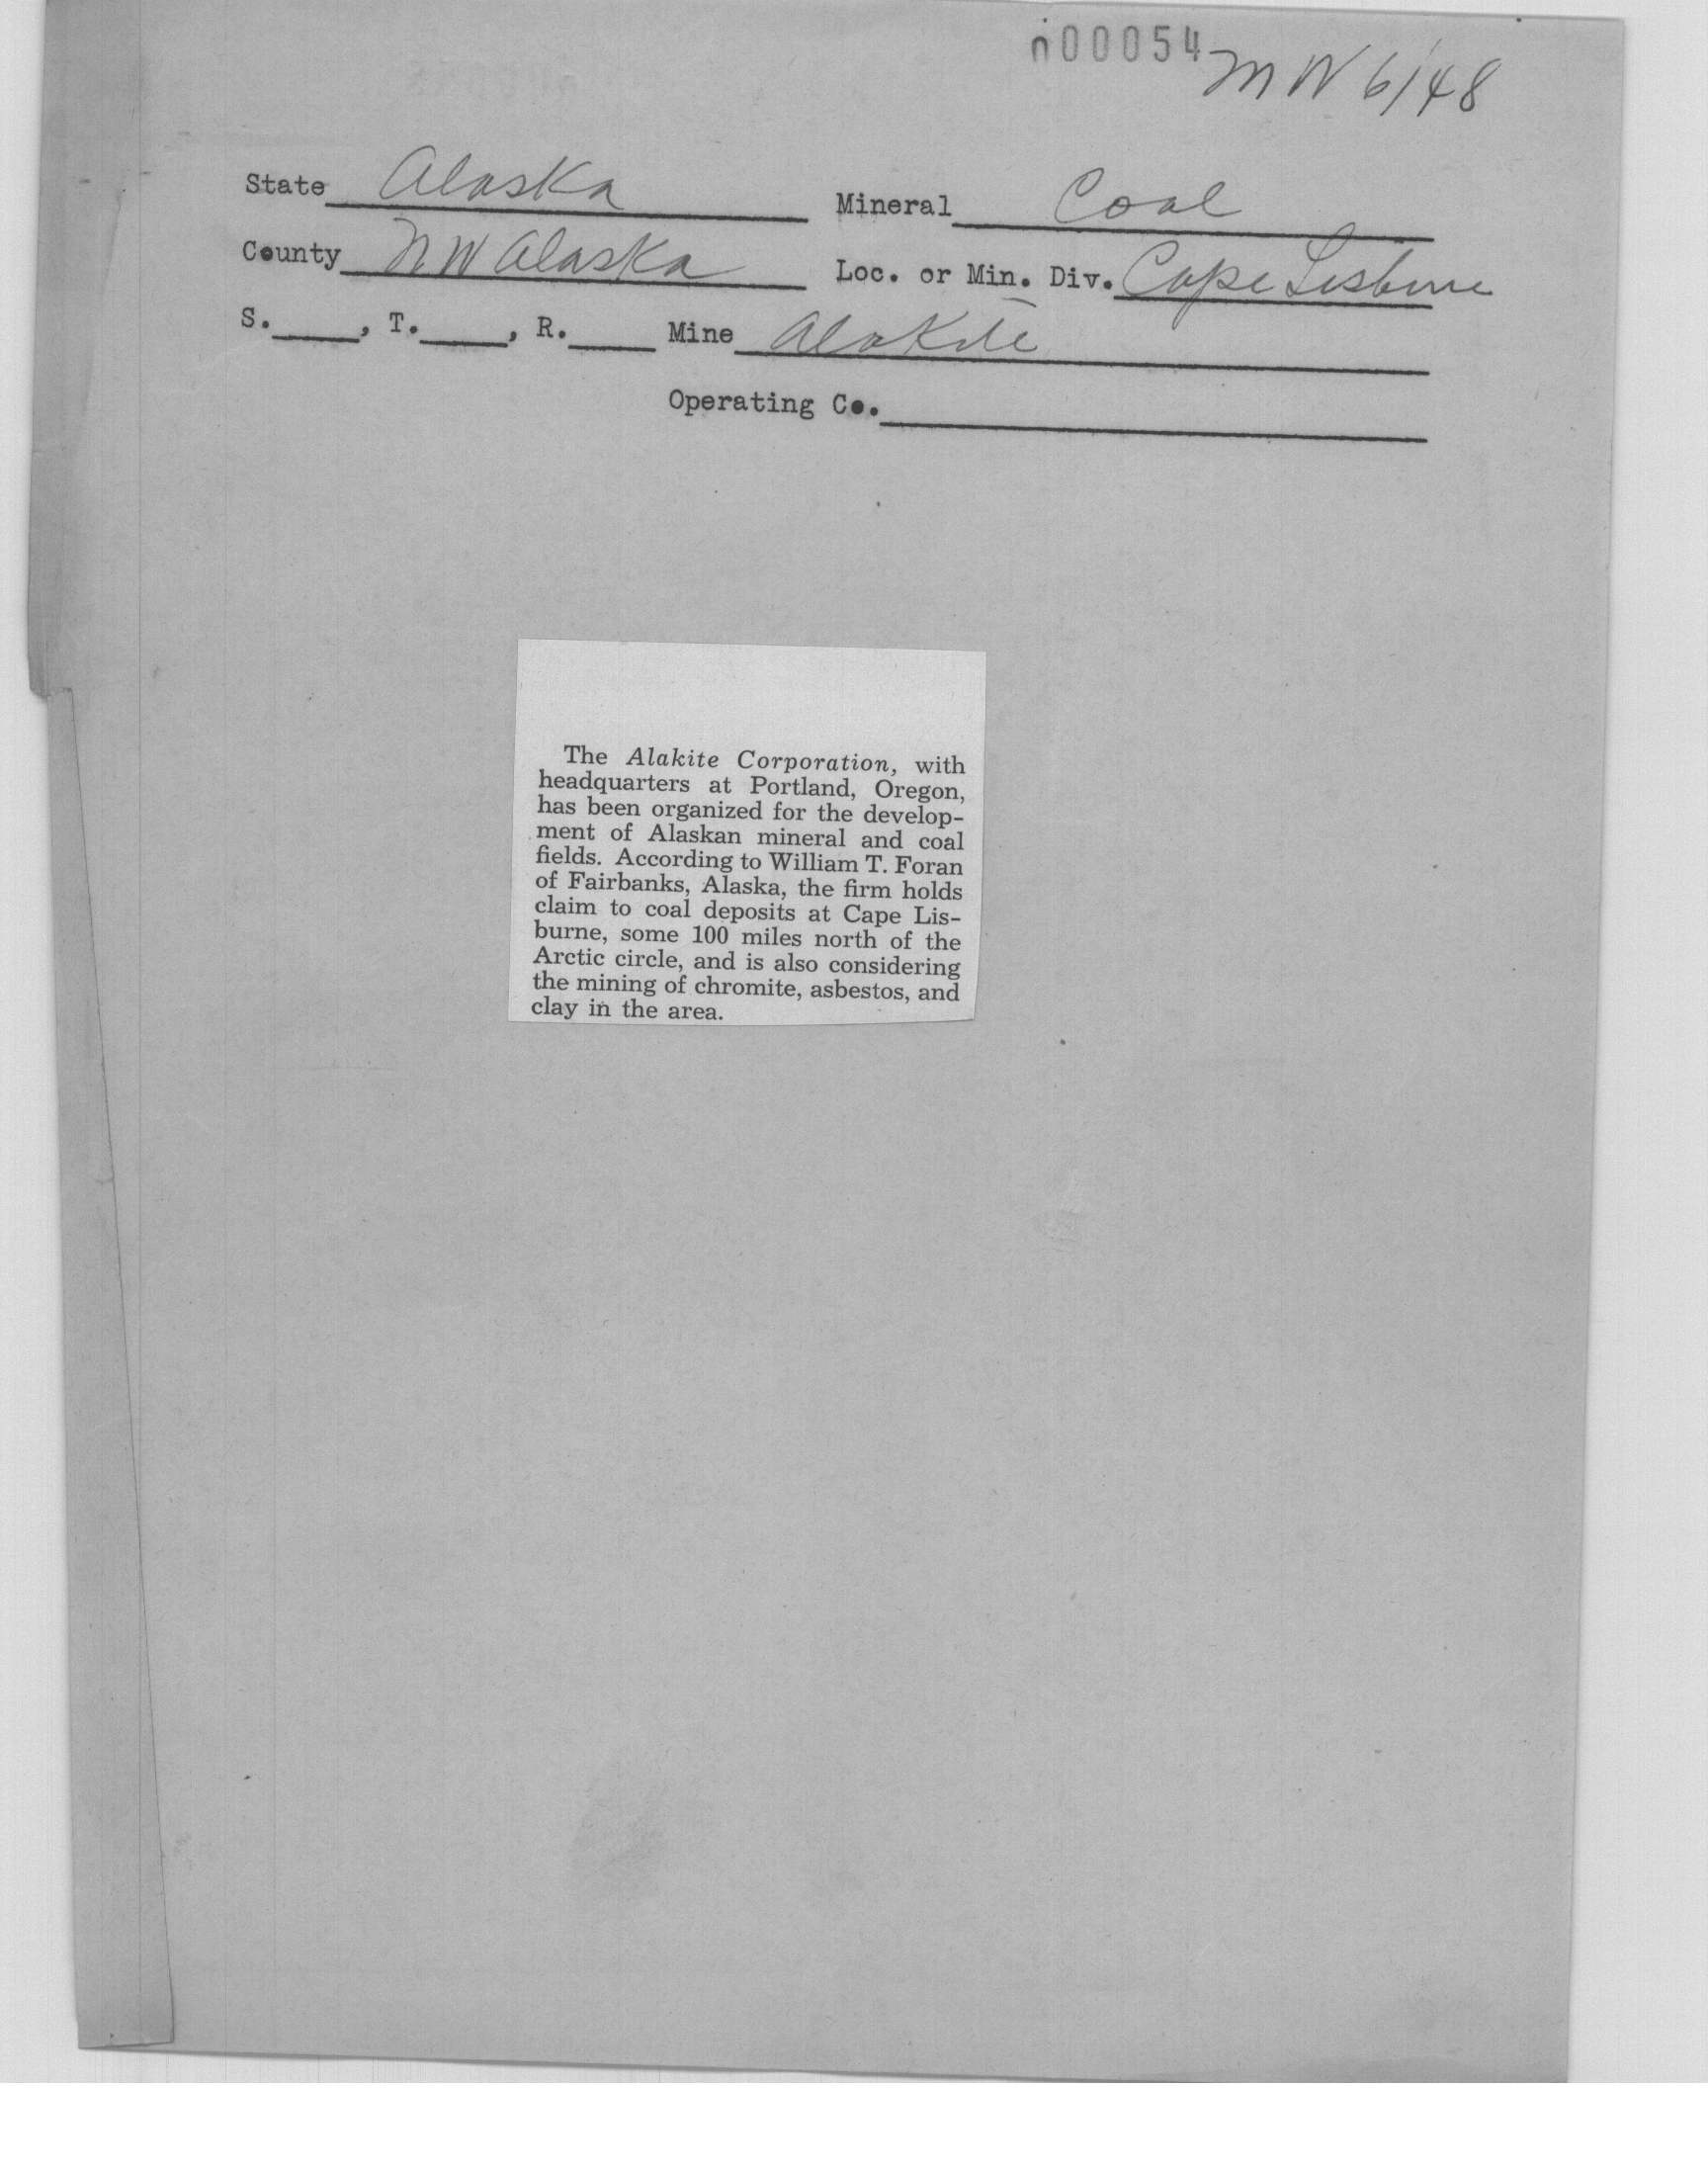 000054
MW 6/48
State Alaska Mineral Coal
County NW Alaska Loc. or Min. Div. Cape Lisburne
S.____, T.____, R.____ Mine Alakite
Operating Co.
The Alakite Corporation, with
headquarters at Portland, Oregon,
has been organized for the develop-
ment of Alaskan mineral and coal
fields. According to William T. Foran
of Fairbanks, Alaska, the firm holds
claim to coal deposits at Cape Lis-
burne, some 100 miles north of the
Arctic circle, and is also considering
the mining of chromite, asbestos, and
clay in the area.